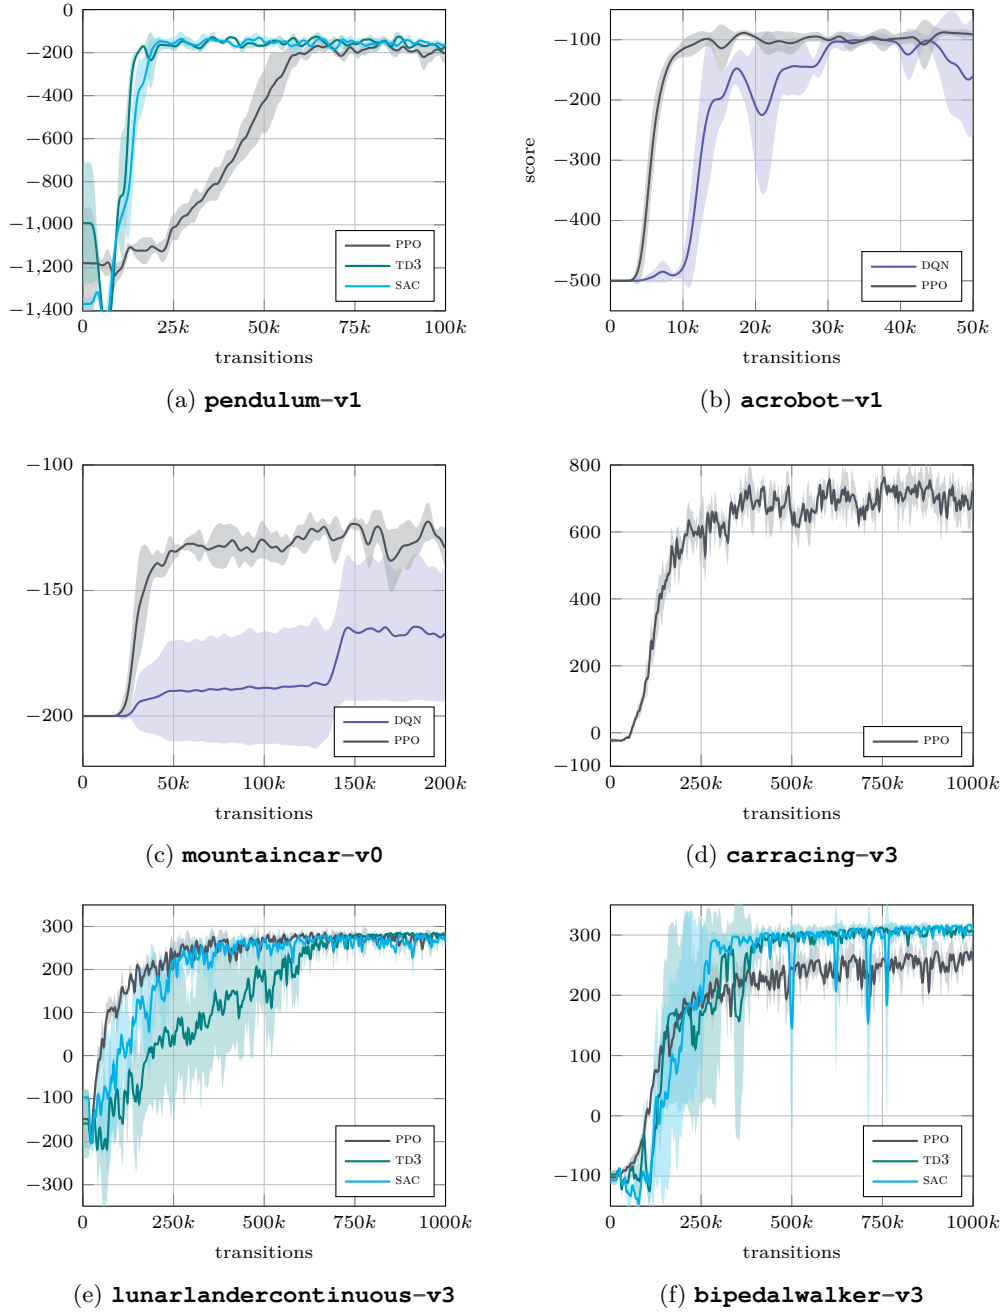 0
−200
−400
−600
−800
−1,000
−1,200
−1,400
0 25k 50k 75k 100k
transitions
PPO
TD3
SAC
(a) pendulum-v1
score
−100
−200
−300
−400
−500
0 10k 20k 30k 40k 50k
transitions
DQN
PPO
(b) acrobot-v1
−100
−150
−200
0 50k 100k 150k 200k
transitions
DQN
PPO
(c) mountaincar-v0
800
600
400
200
0
−100
0 250k 500k 750k 1000k
transitions
PPO
(d) carracing-v3
300
200
100
0
−100
−200
−300
0 250k 500k 750k 1000k
transitions
PPO
TD3
SAC
(e) lunarlandercontinuous-v3
300
200
100
0
−100
0 250k 500k 750k 1000k
transitions
PPO
TD3
SAC
(f) bipedalwalker-v3